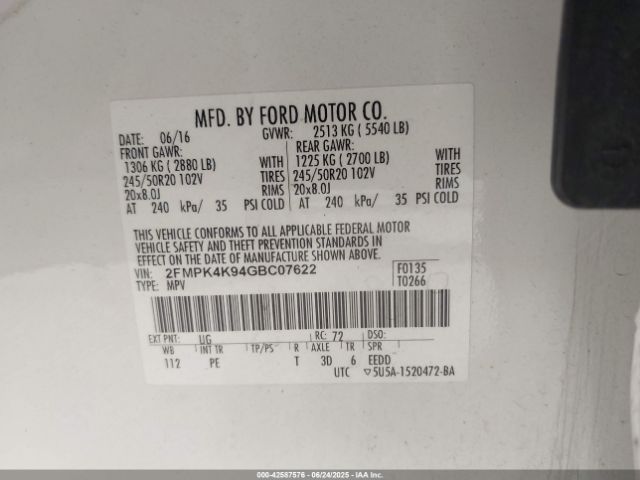 MFD. BY FORD MOTOR CO.
DATE: 06/16 GVWR: 2513 KG ( 5540 LB)
FRONT GAWR: REAR GAWR:
1306 KG ( 2880 LB) WITH 1225 KG ( 2700 LB) WITH
245/50R20 102V TIRES 245/50R20 102V TIRES
20x8.0J RIMS 20x8.0J RIMS
AT 240 kPa/ 35 PSI COLD AT 240 kPa/ 35 PSI COLD
THIS VEHICLE CONFORMS TO ALL APPLICABLE FEDERAL MOTOR
VEHICLE SAFETY AND THEFT PREVENTION STANDARDS IN
EFFECT ON THE DATE OF MANUFACTURE SHOWN ABOVE.
VIN: 2FMPK4K94GBC07622 F0135
TYPE: MPV T0266
EXT PNT: UG RC: 72 DSO:
WB INT TR TP/PS R AXLE TR SPR
112 PE T 3D 6 EEDD
UTC ▽5U5A-1520472-BA
000-42587576 - 06/24/2025 - IAAI.COM